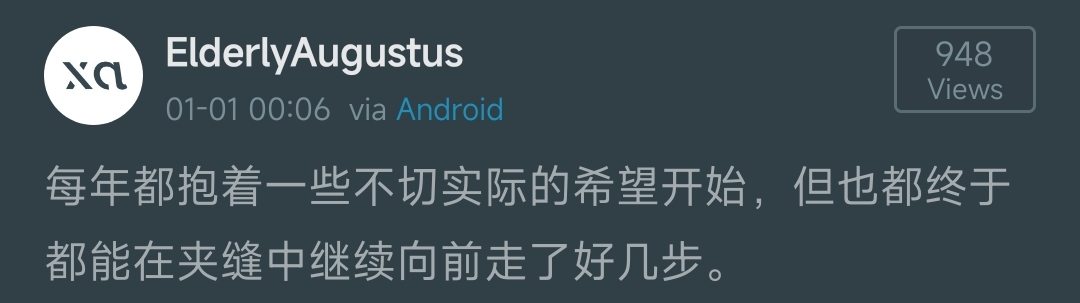 xa
ElderlyAugustus
01-01 00:06 via Android
948
Views
每年都抱着一些不切实际的希望开始，但也都终于
都能在夹缝中继续向前走了好几步。